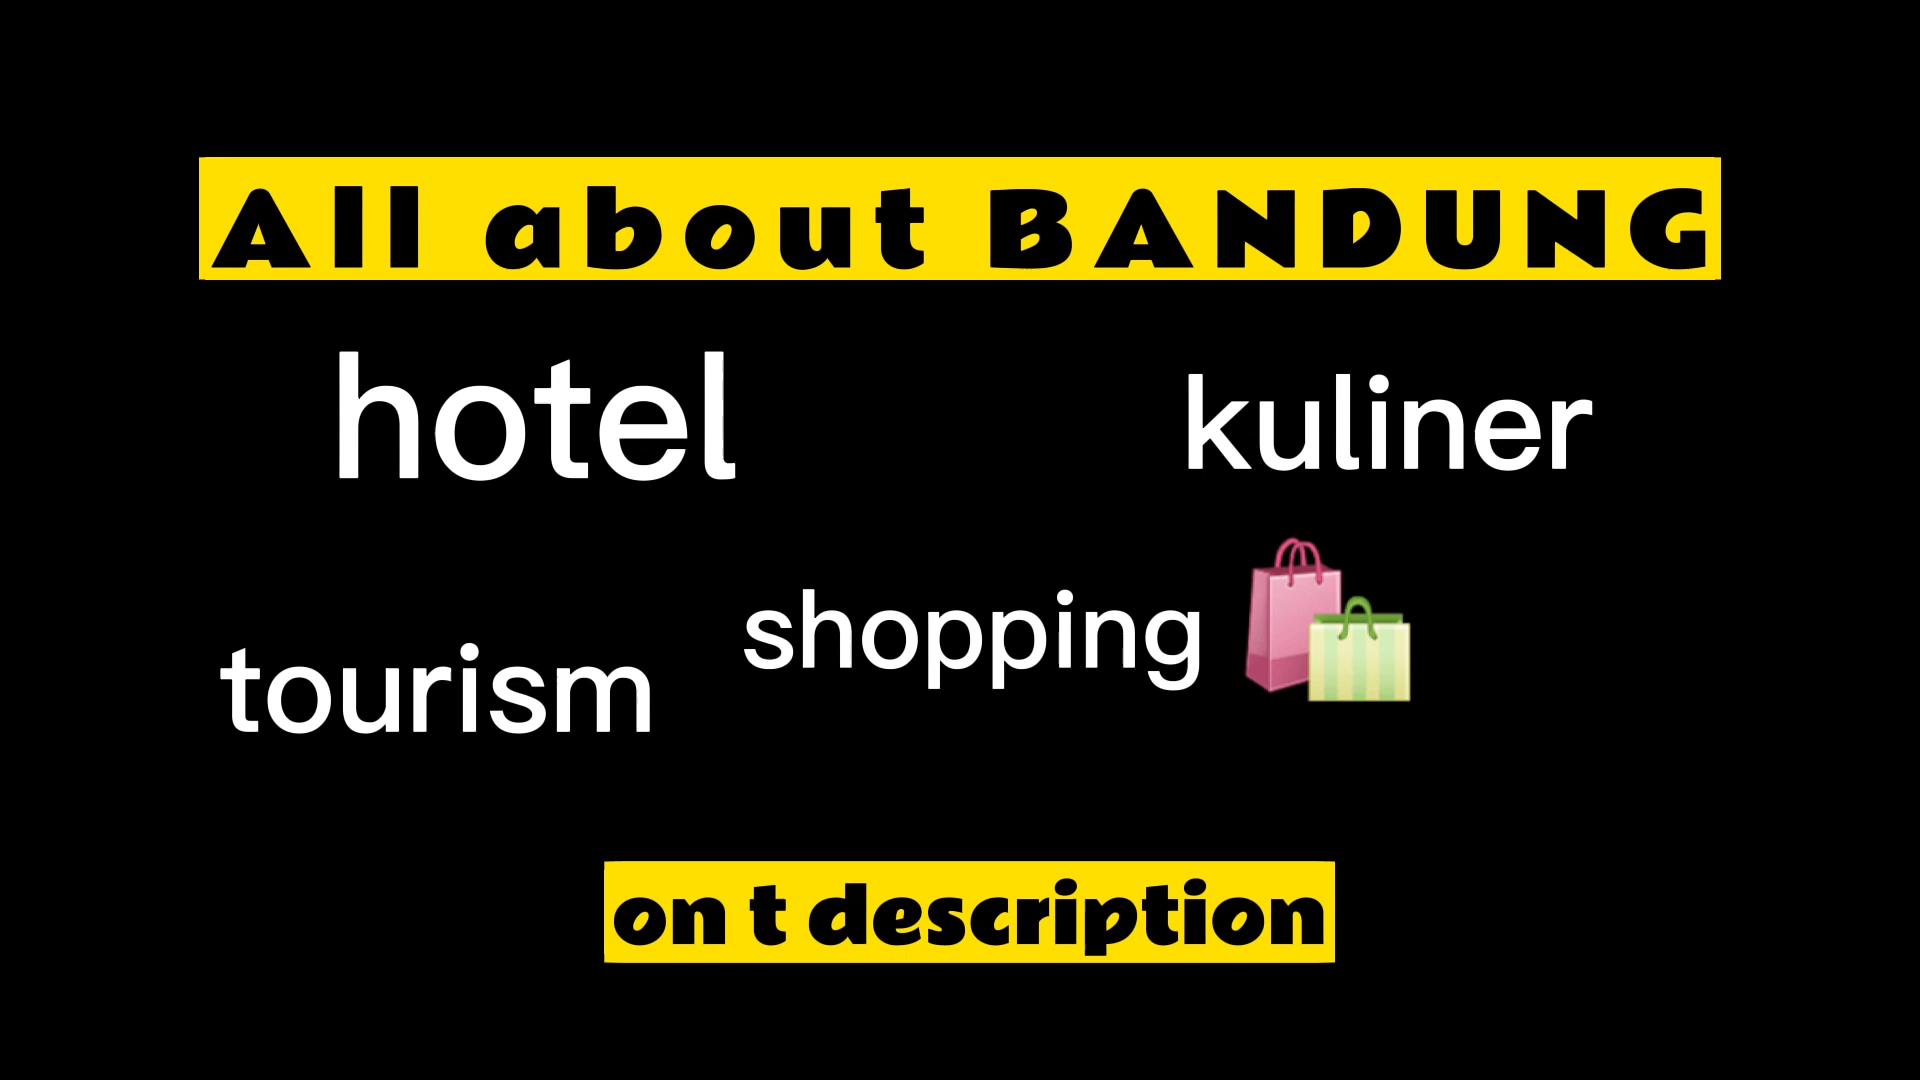 All about BANDUNG
hotel
kuliner
shopping
tourism
on t description